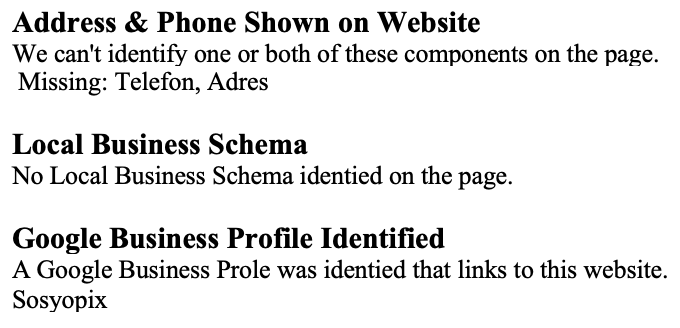 Address & Phone Shown on Website
We can't identify one or both of these components on the page.
Missing: Telefon, Adres
Local Business Schema
No Local Business Schema identied on the page.
Google Business Profile Identified
A Google Business Prole was identied that links to this website.
Sosyopix